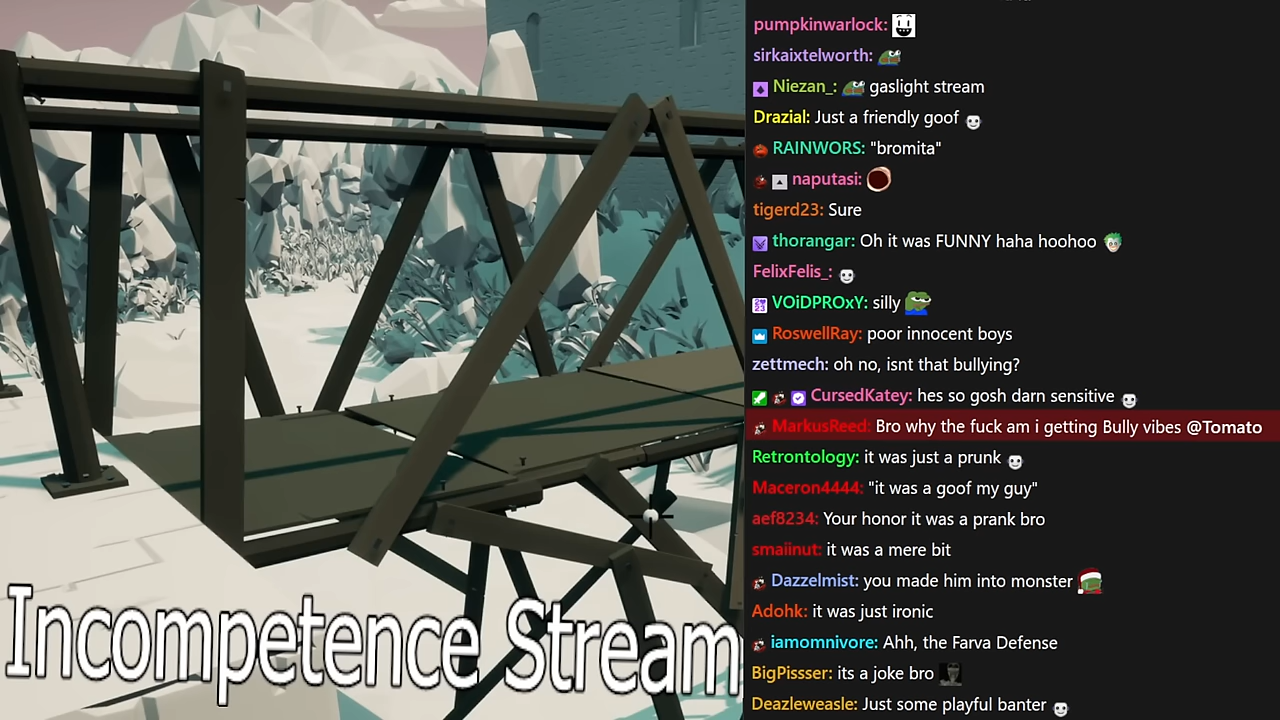 pumpkinwarlock:
sirkaixtelworth:
Niezan_: gaslight stream
Drazial: Just a friendly goof
RAINWORS: "bromita"
naputasi:
tigerd23: Sure
thorangar: Oh it was FUNNY haha hoohoo
FelixFelis_:
VOiDPROxY: silly
RoswellRay: poor innocent boys
zettmech: oh no, isnt that bullying?
CursedKatey: hes so gosh darn sensitive
MarkusReed: Bro why the fuck am i getting Bully vibes @Tomato
Retrontology: it was just a prunk
Maceron4444: "it was a goof my guy"
aef8234: Your honor it was a prank bro
smaiinut: it was a mere bit
Dazzelmist: you made him into monster
Adohk: it was just ironic
iamomnivore: Ahh, the Farva Defense
BigPissser: its a joke bro
Deazleweasle: Just some playful banter
Incompetence Stream